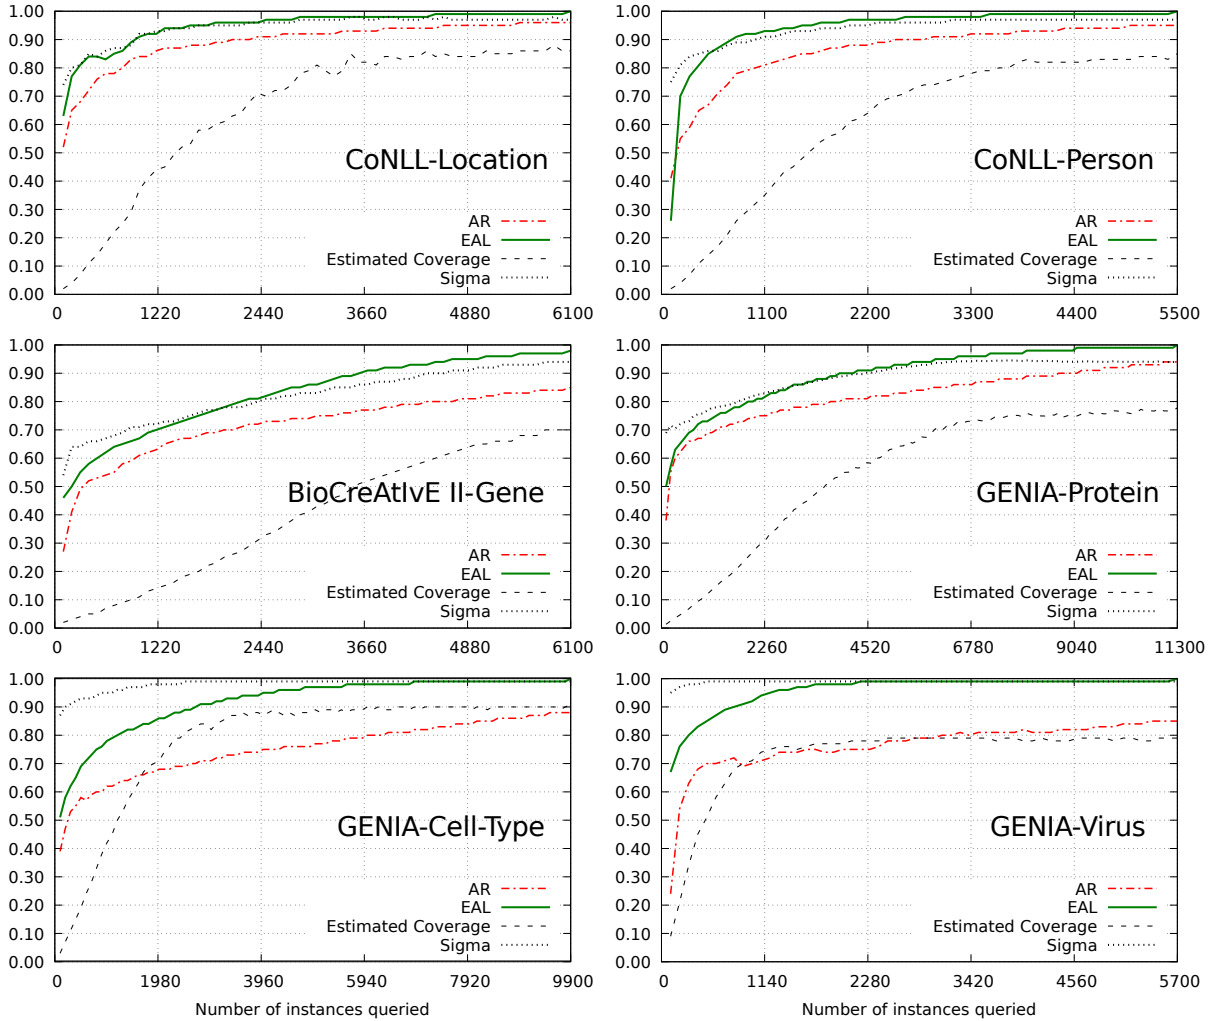 1.00
0.90
0.80
0.70
0.60
0.50
0.40
0.30
0.20
0.10
0.00
CoNLL-Location
AR
EAL
Estimated Coverage
Sigma
0 1220 2440 3660 4880 6100
1.00
0.90
0.80
0.70
0.60
0.50
0.40
0.30
0.20
0.10
0.00
CoNLL-Person
AR
EAL
Estimated Coverage
Sigma
0 1100 2200 3300 4400 5500
1.00
0.90
0.80
0.70
0.60
0.50
0.40
0.30
0.20
0.10
0.00
BioCreAtIvE II-Gene
AR
EAL
Estimated Coverage
Sigma
0 1220 2440 3660 4880 6100
1.00
0.90
0.80
0.70
0.60
0.50
0.40
0.30
0.20
0.10
0.00
GENIA-Protein
AR
EAL
Estimated Coverage
Sigma
0 2260 4520 6780 9040 11300
1.00
0.90
0.80
0.70
0.60
0.50
0.40
0.30
0.20
0.10
0.00
GENIA-Cell-Type
AR
EAL
Estimated Coverage
Sigma
0 1980 3960 5940 7920 9900
Number of instances queried
1.00
0.90
0.80
0.70
0.60
0.50
0.40
0.30
0.20
0.10
0.00
GENIA-Virus
AR
EAL
Estimated Coverage
Sigma
0 1140 2280 3420 4560 5700
Number of instances queried